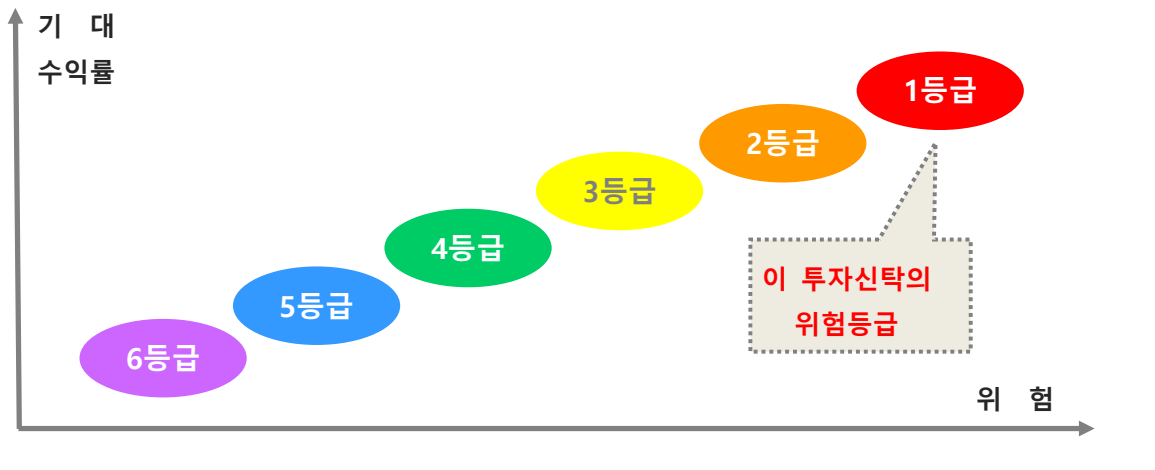 기 대
수익률
1등급
2등급
3등급
4등급
5등급
6등급
이 투자신탁의
위험등급
위 험